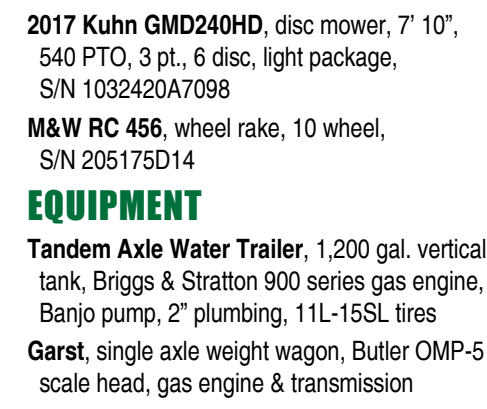 2017 Kuhn GMD240HD, disc mower, 7’ 10”,
540 PTO, 3 pt., 6 disc, light package,
S/N 1032420A7098
M&W RC 456, wheel rake, 10 wheel,
S/N 205175D14
EQUIPMENT
Tandem Axle Water Trailer, 1,200 gal. vertical
tank, Briggs & Stratton 900 series gas engine,
Banjo pump, 2” plumbing, 11L-15SL tires
Garst, single axle weight wagon, Butler OMP-5
scale head, gas engine & transmission